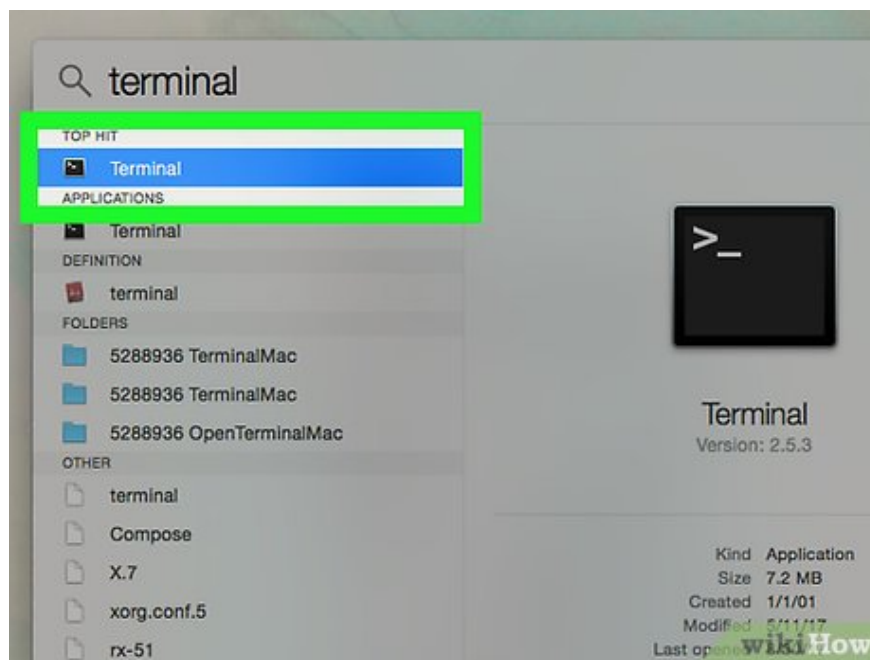 terminal
TOP HIT
Terminal
APPLICATIONS
Terminal
DEFINITION
terminal
FOLDERS
5288936 TerminalMac
5288936 TerminalMac
5288936 OpenTerminalMac
OTHER
terminal
Compose
X.7
xorg.conf.5
rx-51
>_
Terminal
Version: 2.5.3
Kind Application
Size 7.2 MB
Created 1/1/01
Modified 5/11/17
Last opened
wikiHow